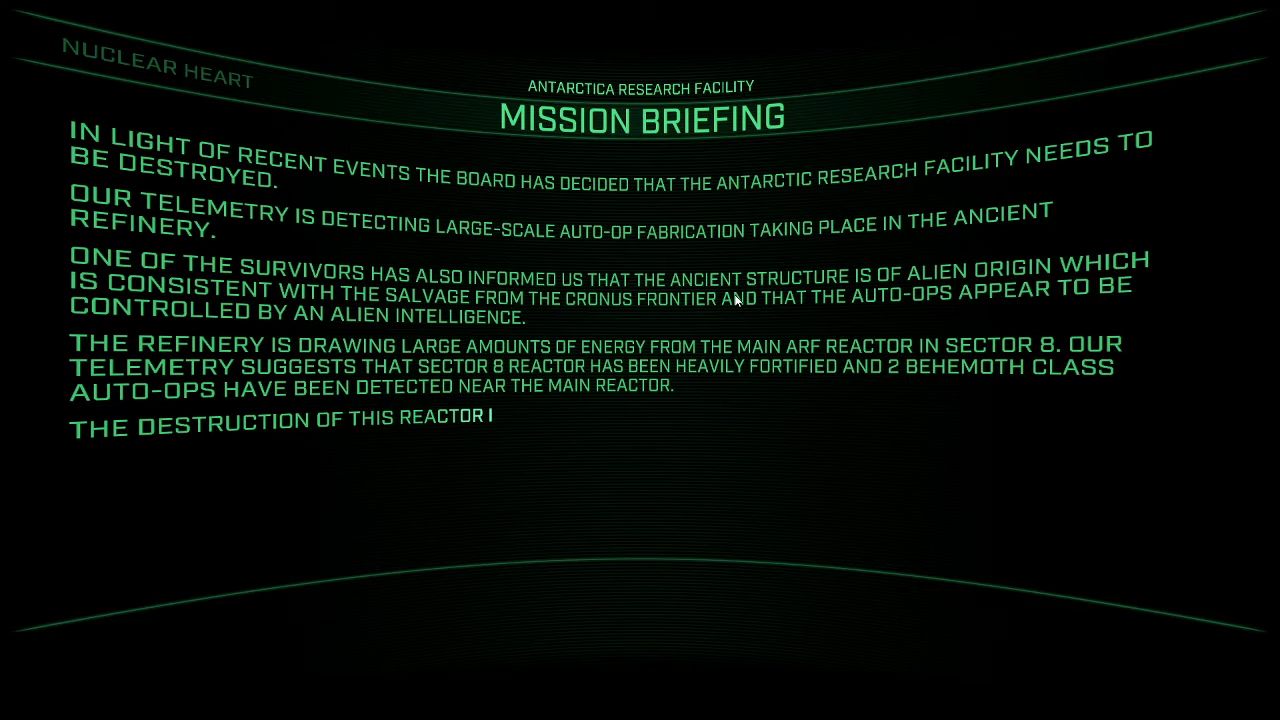 NUCLEAR HEART
ANTARCTICA RESEARCH FACILITY
MISSION BRIEFING
IN LIGHT OF RECENT EVENTS THE BOARD HAS DECIDED THAT THE ANTARCTIC RESEARCH FACILITY NEEDS TO
BE DESTROYED.
OUR TELEMETRY IS DETECTING LARGE-SCALE AUTO-OP FABRICATION TAKING PLACE IN THE ANCIENT
REFINERY.
ONE OF THE SURVIVORS HAS ALSO INFORMED US THAT THE ANCIENT STRUCTURE IS OF ALIEN ORIGIN WHICH
IS CONSISTENT WITH THE SALVAGE FROM THE CRONUS FRONTIER AND THAT THE AUTO-OPS APPEAR TO BE
CONTROLLED BY AN ALIEN INTELLIGENCE.
THE REFINERY IS DRAWING LARGE AMOUNTS OF ENERGY FROM THE MAIN ARF REACTOR IN SECTOR 8. OUR
TELEMETRY SUGGESTS THAT SECTOR 8 REACTOR HAS BEEN HEAVILY FORTIFIED AND 2 BEHEMOTH CLASS
AUTO-OPS HAVE BEEN DETECTED NEAR THE MAIN REACTOR.
THE DESTRUCTION OF THIS REACTOR I